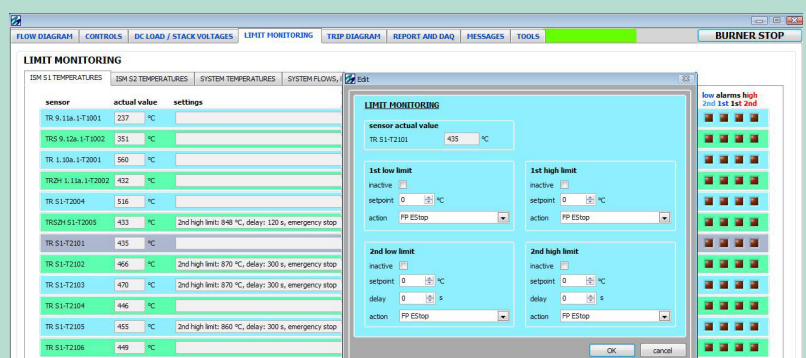 FLOW DIAGRAM CONTROLS DC LOAD / STACK VOLTAGES LIMIT MONITORING TRIP DIAGRAM REPORT AND DAQ MESSAGES TOOLS BURNER STOP
LIMIT MONITORING
ISM S1 TEMPERATURES ISM S2 TEMPERATURES SYSTEM TEMPERATURES SYSTEM FLOWS,
sensor actual value settings
low alarms high
2nd 1st 1st 2nd
TR 9.11a.1-T1001 237 °C
TRS 9.12a.1-T1002 351 °C
TR 1.10a.1-T2001 560 °C
TRZH 1.11a.1-T2002 432 °C
TR S1-T2004 516 °C
TRSZH S1-T2005 433 °C 2nd high limit: 848 °C, delay: 120 s, emergency stop
TR S1-T2101 435 °C
TR S1-T2102 466 °C 2nd high limit: 870 °C, delay: 300 s, emergency stop
TR S1-T2103 470 °C 2nd high limit: 870 °C, delay: 300 s, emergency stop
TR S1-T2104 446 °C
TR S1-T2105 455 °C 2nd high limit: 860 °C, delay: 300 s, emergency stop
TR S1-T2106 449 °C
Edit
LIMIT MONITORING
sensor actual value
TR S1-T2101 435 °C
1st low limit
inactive
setpoint 0 °C
action FP EStop
1st high limit
inactive
setpoint 0 °C
action FP EStop
2nd low limit
inactive
setpoint 0 °C
delay 0 s
action FP EStop
2nd high limit
inactive
setpoint 0 °C
delay 0 s
action FP EStop
OK cancel